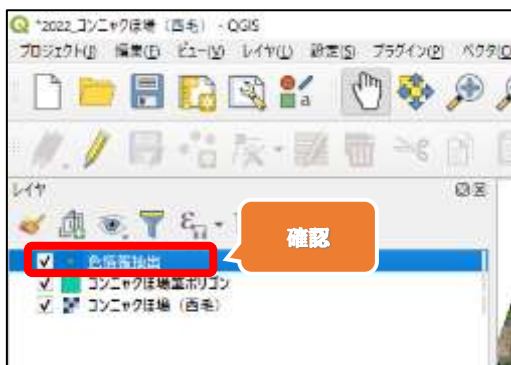 *2022_コンニャクほ場（西毛） - QGIS
プロジェクト(J) 編集(E) ビュー(V) レイヤ(L) 設定(S) プラグイン(P) ベクタ(O)
レイヤ
確認
色情報抽出
コンニャクほ場筆ポリゴン
コンニャクほ場（西毛）